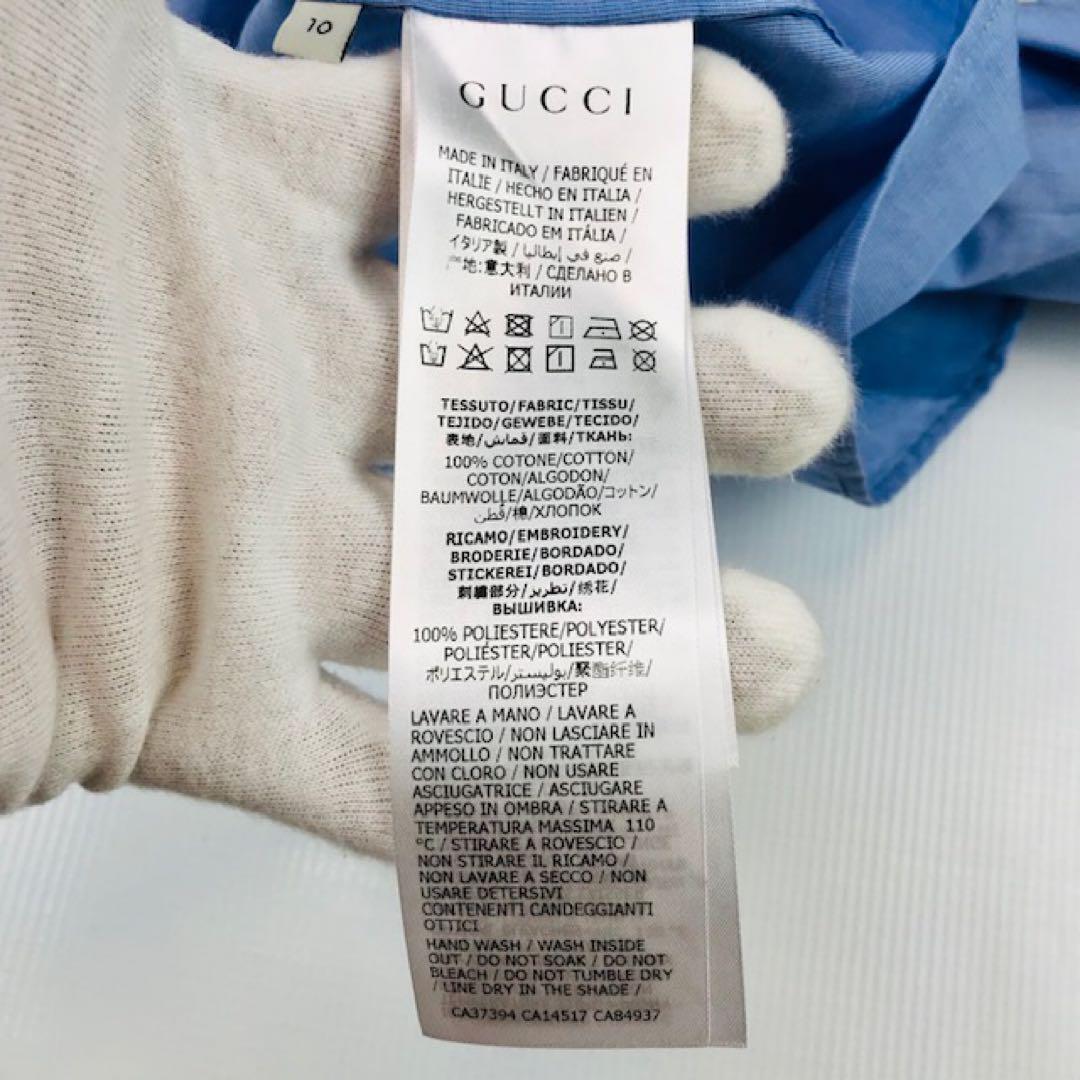 10
GUCCI
MADE IN ITALY / FABRIQUÉ EN
ITALIE / HECHO EN ITALIA /
HERGESTELLT IN ITALIEN /
FABRICADO EM ITÁLIA /
イタリア製 / صنع في إيطاليا /
产地:意大利 / СДЕЛАНО В
ИТАЛИИ
TESSUTO/FABRIC/TISSU/
TEJIDO/GEWEBE/TECIDO/
表地/قماش/面料/ТКАНЬ:
100% COTONE/COTTON/
COTON/ALGODON/
BAUMWOLLE/ALGODÃO/コットン/
قطن/棉/ХЛОПОК
RICAMO/EMBROIDERY/
BRODERIE/BORDADO/
STICKEREI/BORDADO/
刺繍部分/تطريز/绣花/
ВЫШИВКА:
100% POLIESTERE/POLYESTER/
POLIÉSTER/POLIESTER/
ポリエステル/بوليستر/聚酯纤维/
ПОЛИЭСТЕР
LAVARE A MANO / LAVARE A
ROVESCIO / NON LASCIARE IN
AMMOLLO / NON TRATTARE
CON CLORO / NON USARE
ASCIUGATRICE / ASCIUGARE
APPESO IN OMBRA / STIRARE A
TEMPERATURA MASSIMA 110
°C / STIRARE A ROVESCIO /
NON STIRARE IL RICAMO /
NON LAVARE A SECCO / NON
USARE DETERSIVI
CONTENENTI CANDEGGIANTI
OTTICI
HAND WASH / WASH INSIDE
OUT / DO NOT SOAK / DO NOT
BLEACH / DO NOT TUMBLE DRY
/ LINE DRY IN THE SHADE /
CA37394 CA14517 CA84937